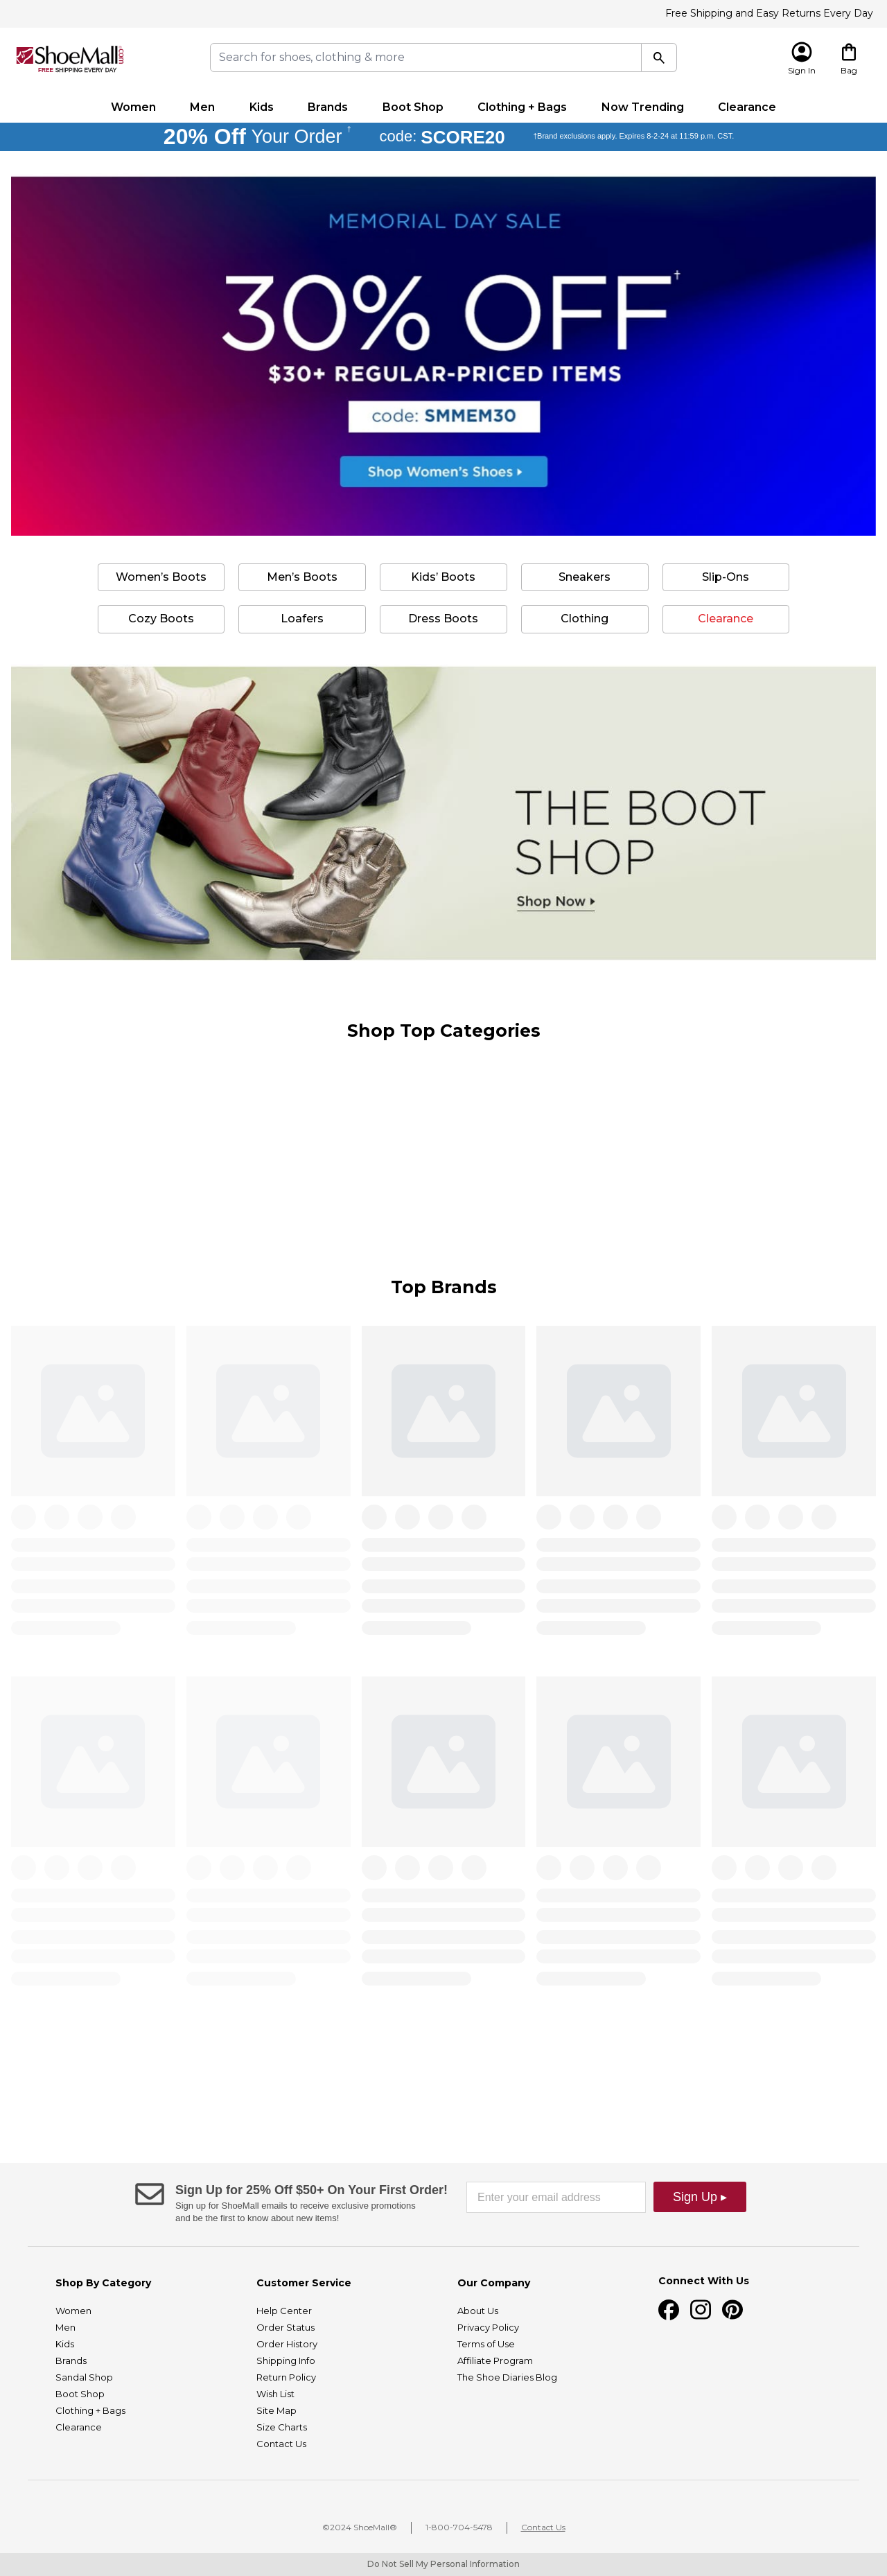 Free Shipping and Easy Returns Every Day
ShoeMall.COM
FREE SHIPPING EVERY DAY
Search for shoes, clothing & more
Sign In
Bag
Women Men Kids Brands Boot Shop Clothing + Bags Now Trending Clearance
20% Off Your Order † code: SCORE20 †Brand exclusions apply. Expires 8-2-24 at 11:59 p.m. CST.
MEMORIAL DAY SALE
30% OFF†
$30+ REGULAR-PRICED ITEMS
code: SMMEM30
Shop Women's Shoes
Women's Boots Men's Boots Kids' Boots Sneakers Slip-Ons
Cozy Boots Loafers Dress Boots Clothing Clearance
THE BOOT
SHOP
Shop Now
Shop Top Categories
Top Brands
Sign Up for 25% Off $50+ On Your First Order!
Sign up for ShoeMall emails to receive exclusive promotions
and be the first to know about new items!
Enter your email address
Sign Up ▸
Shop By Category
Women
Men
Kids
Brands
Sandal Shop
Boot Shop
Clothing + Bags
Clearance
Customer Service
Help Center
Order Status
Order History
Shipping Info
Return Policy
Wish List
Site Map
Size Charts
Contact Us
Our Company
About Us
Privacy Policy
Terms of Use
Affiliate Program
The Shoe Diaries Blog
Connect With Us
©2024 ShoeMall® 1-800-704-5478 Contact Us
Do Not Sell My Personal Information